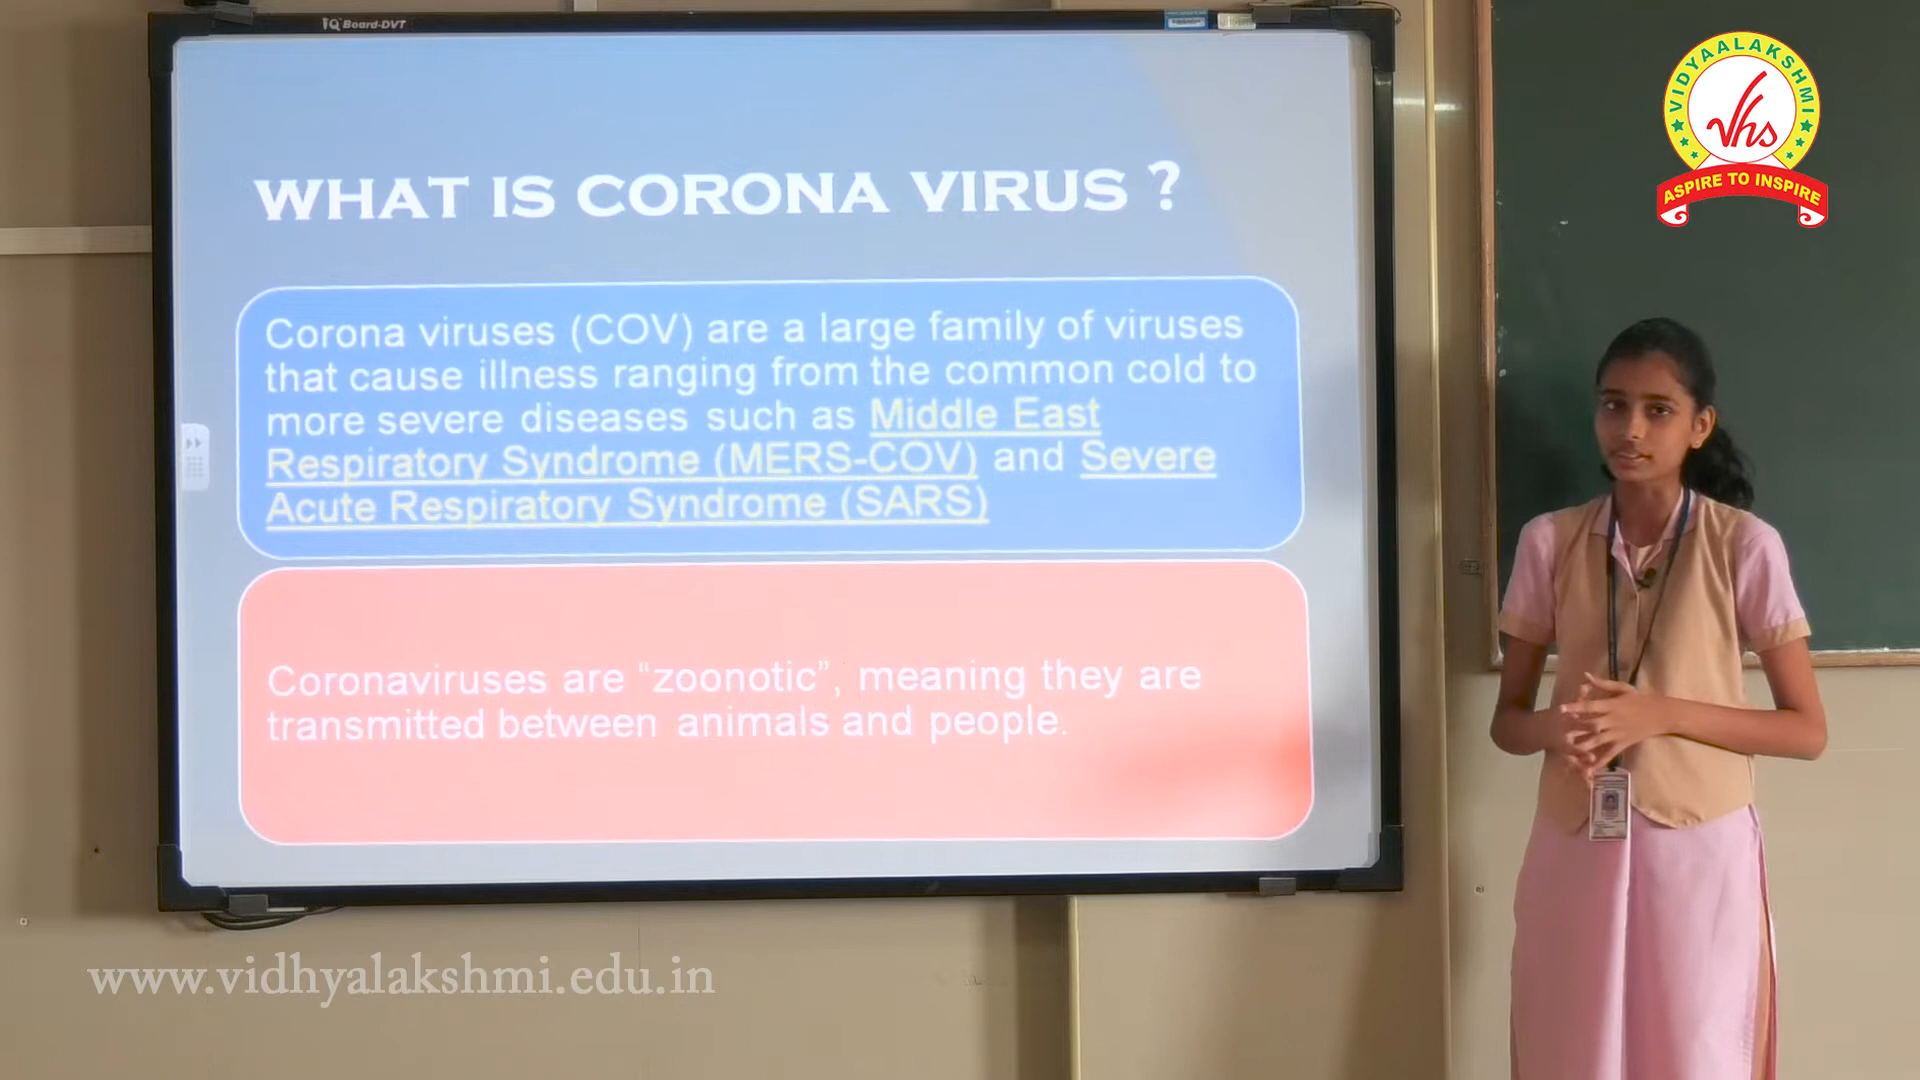 IQ Board-DVT
WHAT IS CORONA VIRUS ?
Corona viruses (COV) are a large family of viruses
that cause illness ranging from the common cold to
more severe diseases such as Middle East
Respiratory Syndrome (MERS-COV) and Severe
Acute Respiratory Syndrome (SARS)
Coronaviruses are “zoonotic”, meaning they are
transmitted between animals and people.
VIDYAALAKSHMI
Vhs
ASPIRE TO INSPIRE
www.vidhyalakshmi.edu.in